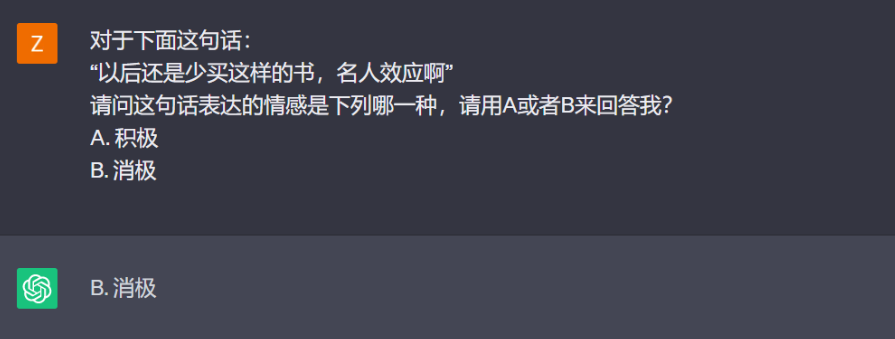 Z
对于下面这句话：
“以后还是少买这样的书，名人效应啊”
请问这句话表达的情感是下列哪一种，请用A或者B来回答我？
A. 积极
B. 消极
B. 消极